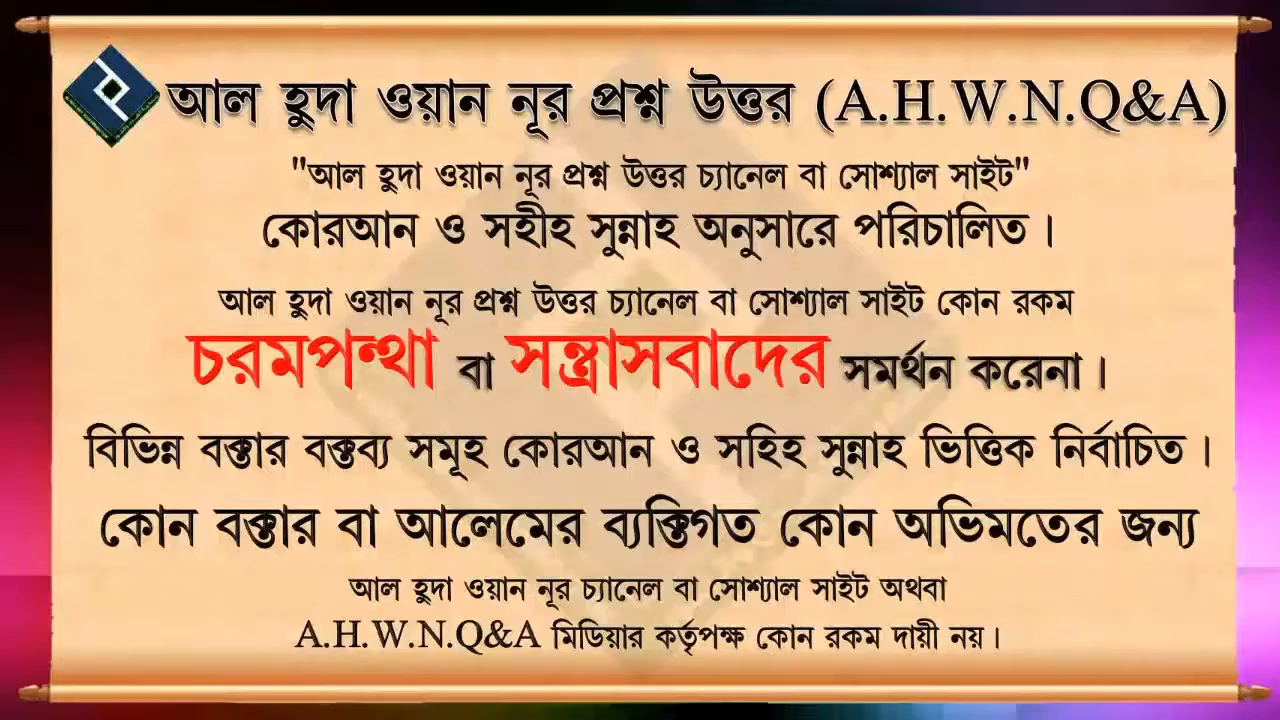 আল হুদা ওয়ান নূর প্রশ্ন উত্তর (A.H.W.N.Q&A)
"আল হুদা ওয়ান নূর প্রশ্ন উত্তর চ্যানেল বা সোশ্যাল সাইট"
কোরআন ও সহীহ সুন্নাহ অনুসারে পরিচালিত।
আল হুদা ওয়ান নূর প্রশ্ন উত্তর চ্যানেল বা সোশ্যাল সাইট কোন রকম
চরমপন্থা বা সন্ত্রাসবাদের সমর্থন করেনা।
বিভিন্ন বক্তার বক্তব্য সমূহ কোরআন ও সহিহ সুন্নাহ ভিত্তিক নির্বাচিত।
কোন বক্তার বা আলেমের ব্যক্তিগত কোন অভিমতের জন্য
আল হুদা ওয়ান নূর চ্যানেল বা সোশ্যাল সাইট অথবা
A.H.W.N.Q&A মিডিয়ার কর্তৃপক্ষ কোন রকম দায়ী নয়।